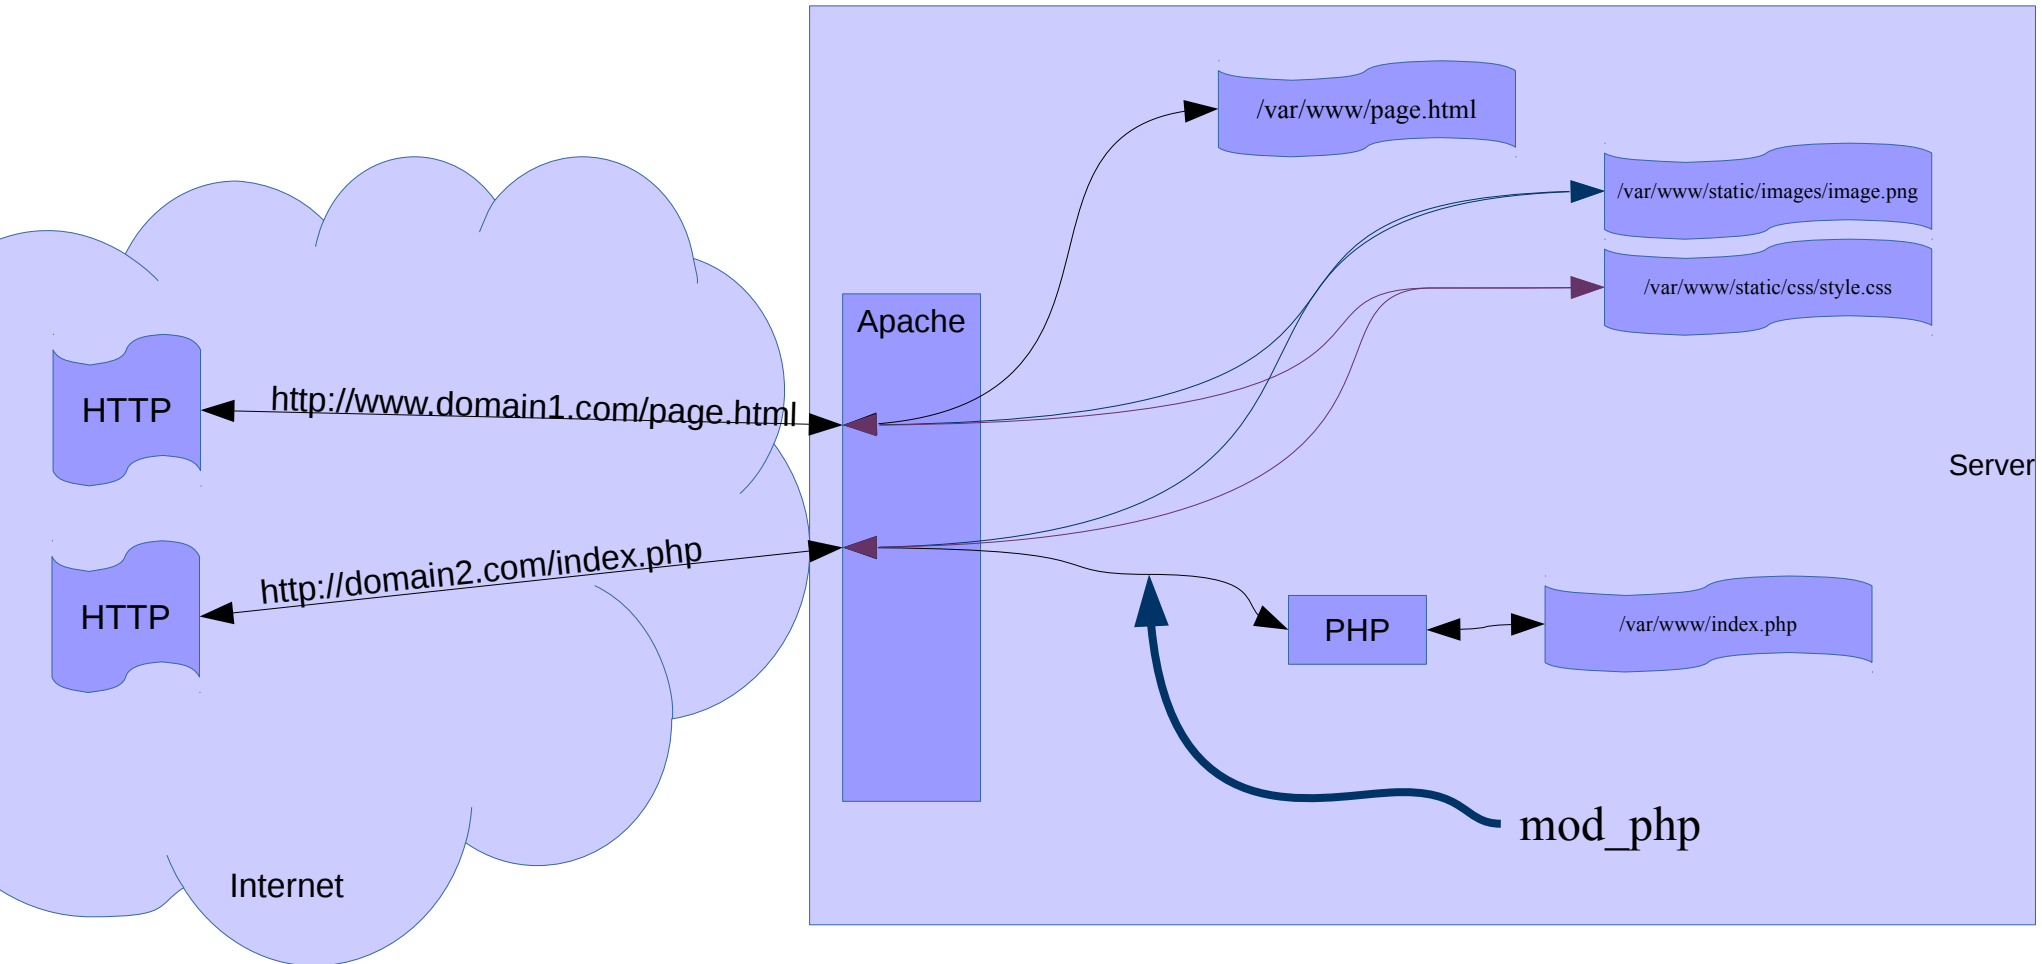 /var/www/page.html
/var/www/static/images/image.png
/var/www/static/css/style.css
Apache
HTTP
http://www.domain1.com/page.html
Server
HTTP
http://domain2.com/index.php
PHP
/var/www/index.php
mod_php
Internet